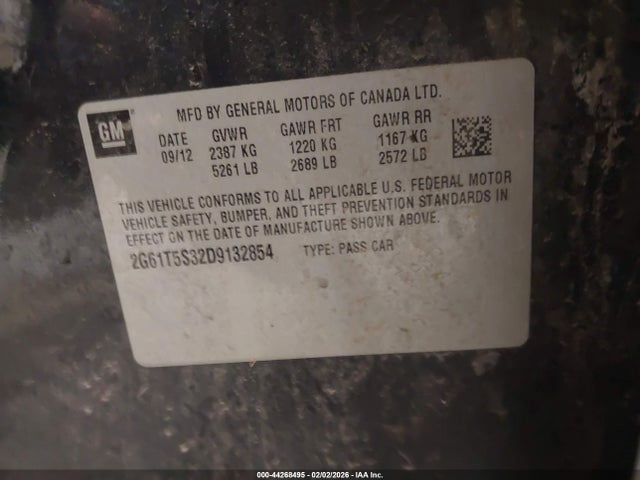 GM
MFD BY GENERAL MOTORS OF CANADA LTD.
DATE GVWR GAWR FRT GAWR RR
09/12 2387 KG 1220 KG 1167 KG
5261 LB 2689 LB 2572 LB
THIS VEHICLE CONFORMS TO ALL APPLICABLE U.S. FEDERAL MOTOR
VEHICLE SAFETY, BUMPER, AND THEFT PREVENTION STANDARDS IN
EFFECT ON THE DATE OF MANUFACTURE SHOWN ABOVE.
2G61T5S32D9132854 TYPE: PASS CAR
000-44268495 - 02/02/2026 - IAA Inc.